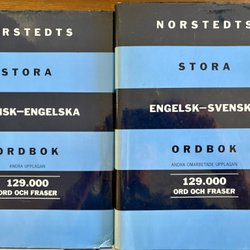 NORSTEDTS
STORA
SVENSK–ENGELSKA
ORDBOK
ANDRA UPPLAGAN
129.000
ORD OCH FRASER
NORSTEDTS
STORA
ENGELSK–SVENSKA
ORDBOK
ANDRA OMARBETADE UPPLAGAN
129.000
ORD OCH FRASER